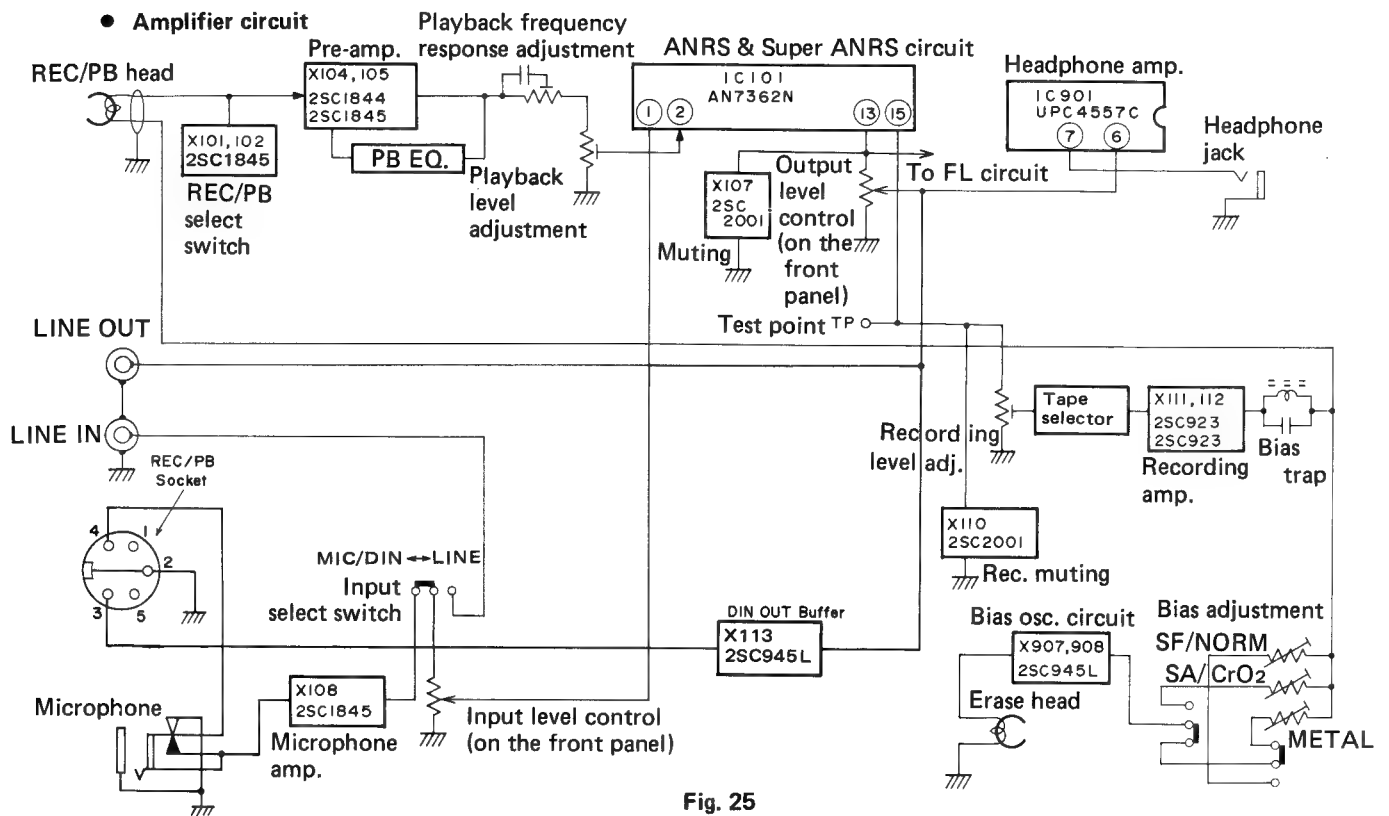 ● Amplifier circuit
REC/PB head
Pre-amp.
X104, 105
2SC1844
2SC1845
X101, 102
2SC1845
REC/PB
select
switch
PB EQ.
Playback frequency
response adjustment
Playback
level
adjustment
ANRS & Super ANRS circuit
IC101
AN7362N
1
2
13
15
X107
2SC
2001
Muting
Output
level
control
(on the
front
panel)
To FL circuit
Headphone amp.
IC901
UPC4557C
7
6
Headphone
jack
Test point TP
LINE OUT
LINE IN
REC/PB
Socket
4
1
2
3
5
MIC/DIN ↔ LINE
Input
select switch
Recording
level adj.
Tape
selector
X111, 112
2SC923
2SC923
Recording
amp.
Bias
trap
X110
2SC2001
Rec. muting
DIN OUT Buffer
X113
2SC945L
Bias osc. circuit
X907,908
2SC945L
Erase head
Bias adjustment
SF/NORM
SA/CrO2
METAL
Microphone
X108
2SC1845
Microphone
amp.
Input level control
(on the front panel)
Fig. 25